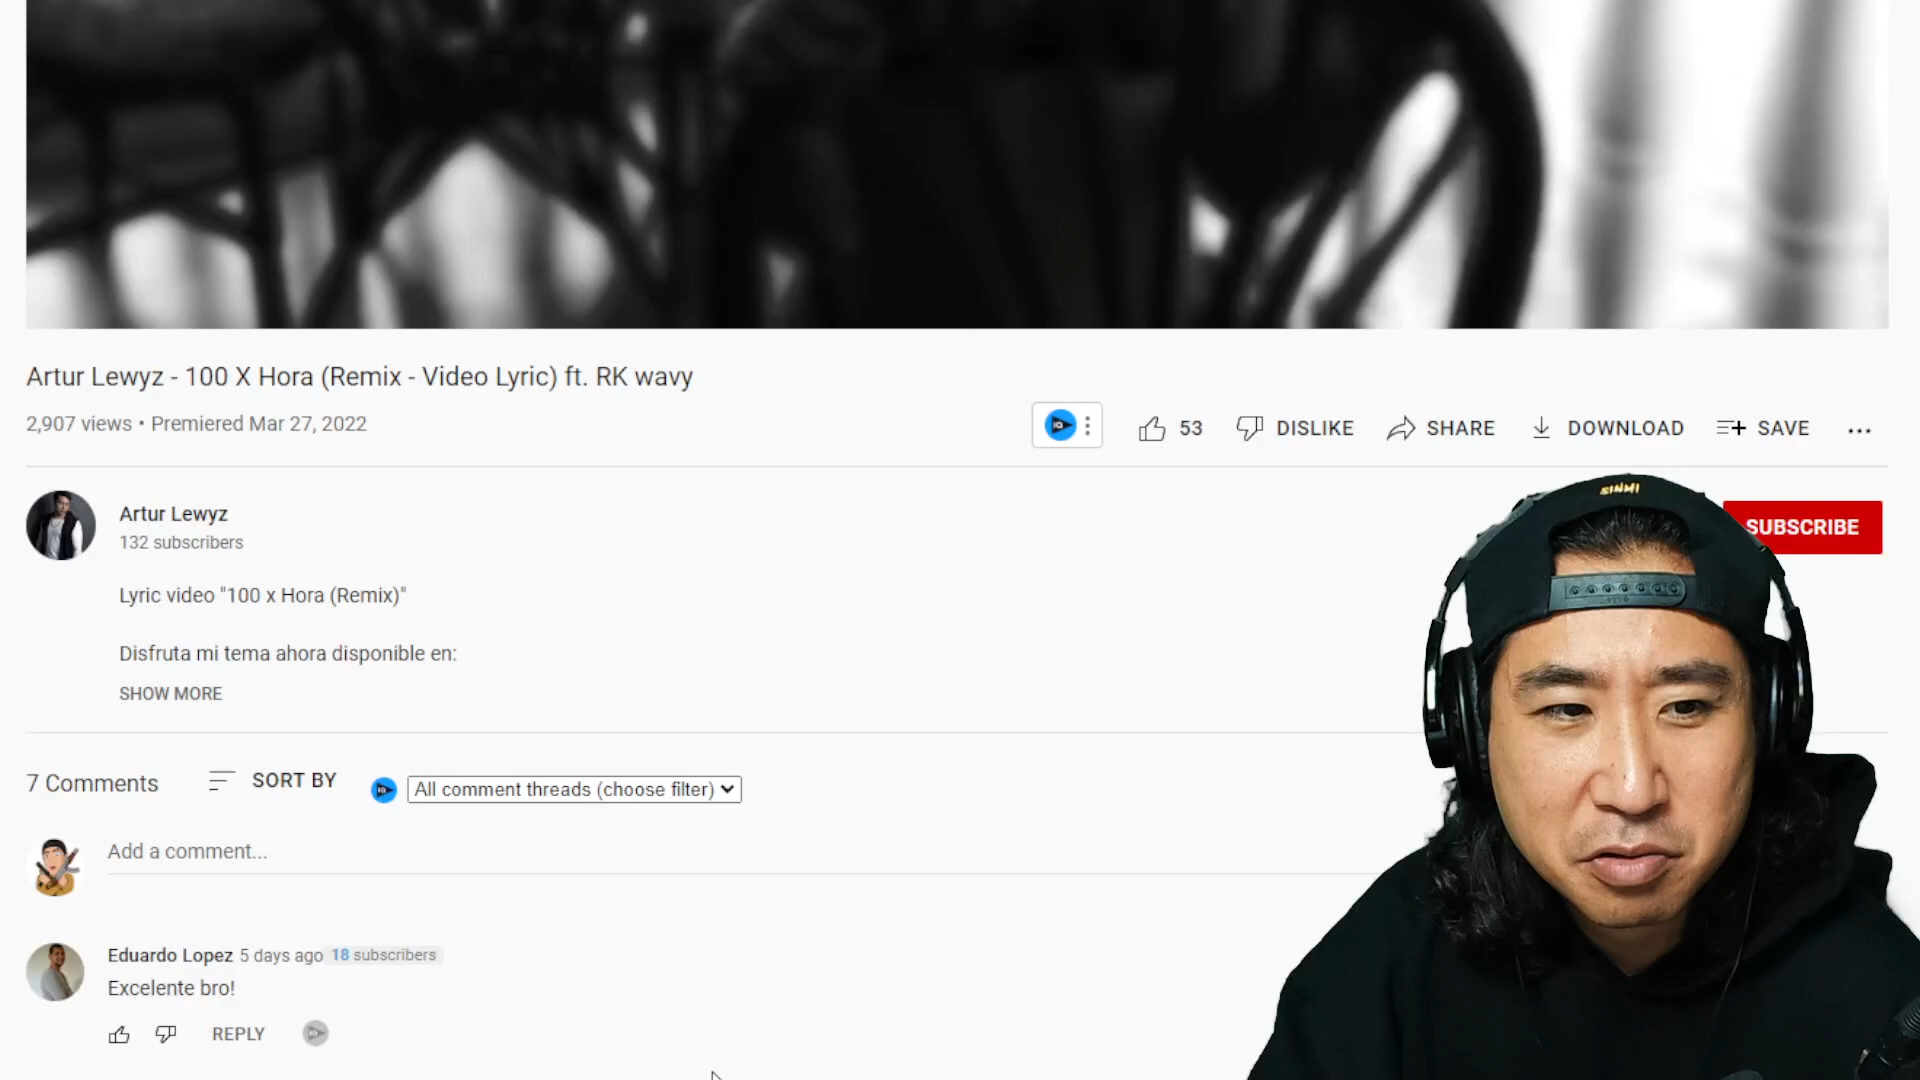 Artur Lewyz - 100 X Hora (Remix - Video Lyric) ft. RK wavy
2,907 views • Premiered Mar 27, 2022
53 DISLIKE SHARE DOWNLOAD SAVE ...
SINMI
Artur Lewyz
SUBSCRIBE
132 subscribers
Lyric video "100 x Hora (Remix)"
Disfruta mi tema ahora disponible en:
SHOW MORE
7 Comments SORT BY All comment threads (choose filter)
Add a comment...
Eduardo Lopez 5 days ago 18 subscribers
Excelente bro!
REPLY